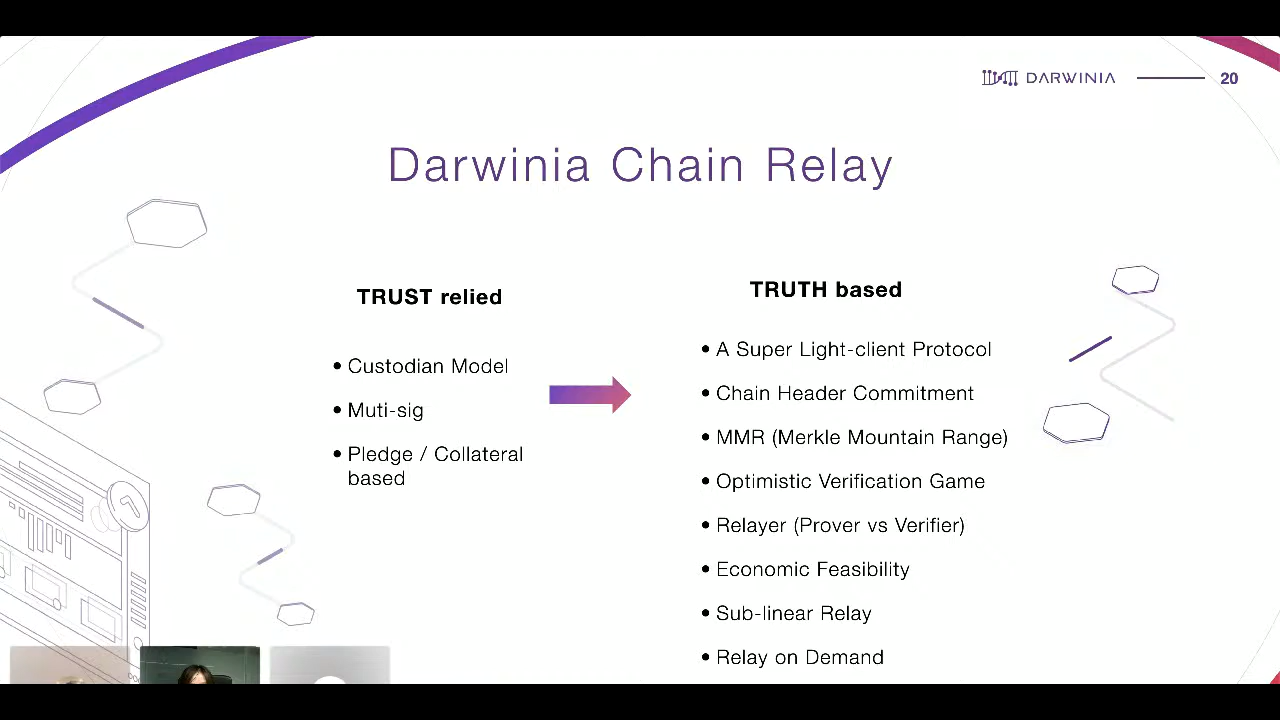 DARWINIA
20
Darwinia Chain Relay
TRUST relied
• Custodian Model
• Muti-sig
• Pledge / Collateral
based
TRUTH based
• A Super Light-client Protocol
• Chain Header Commitment
• MMR (Merkle Mountain Range)
• Optimistic Verification Game
• Relayer (Prover vs Verifier)
• Economic Feasibility
• Sub-linear Relay
• Relay on Demand